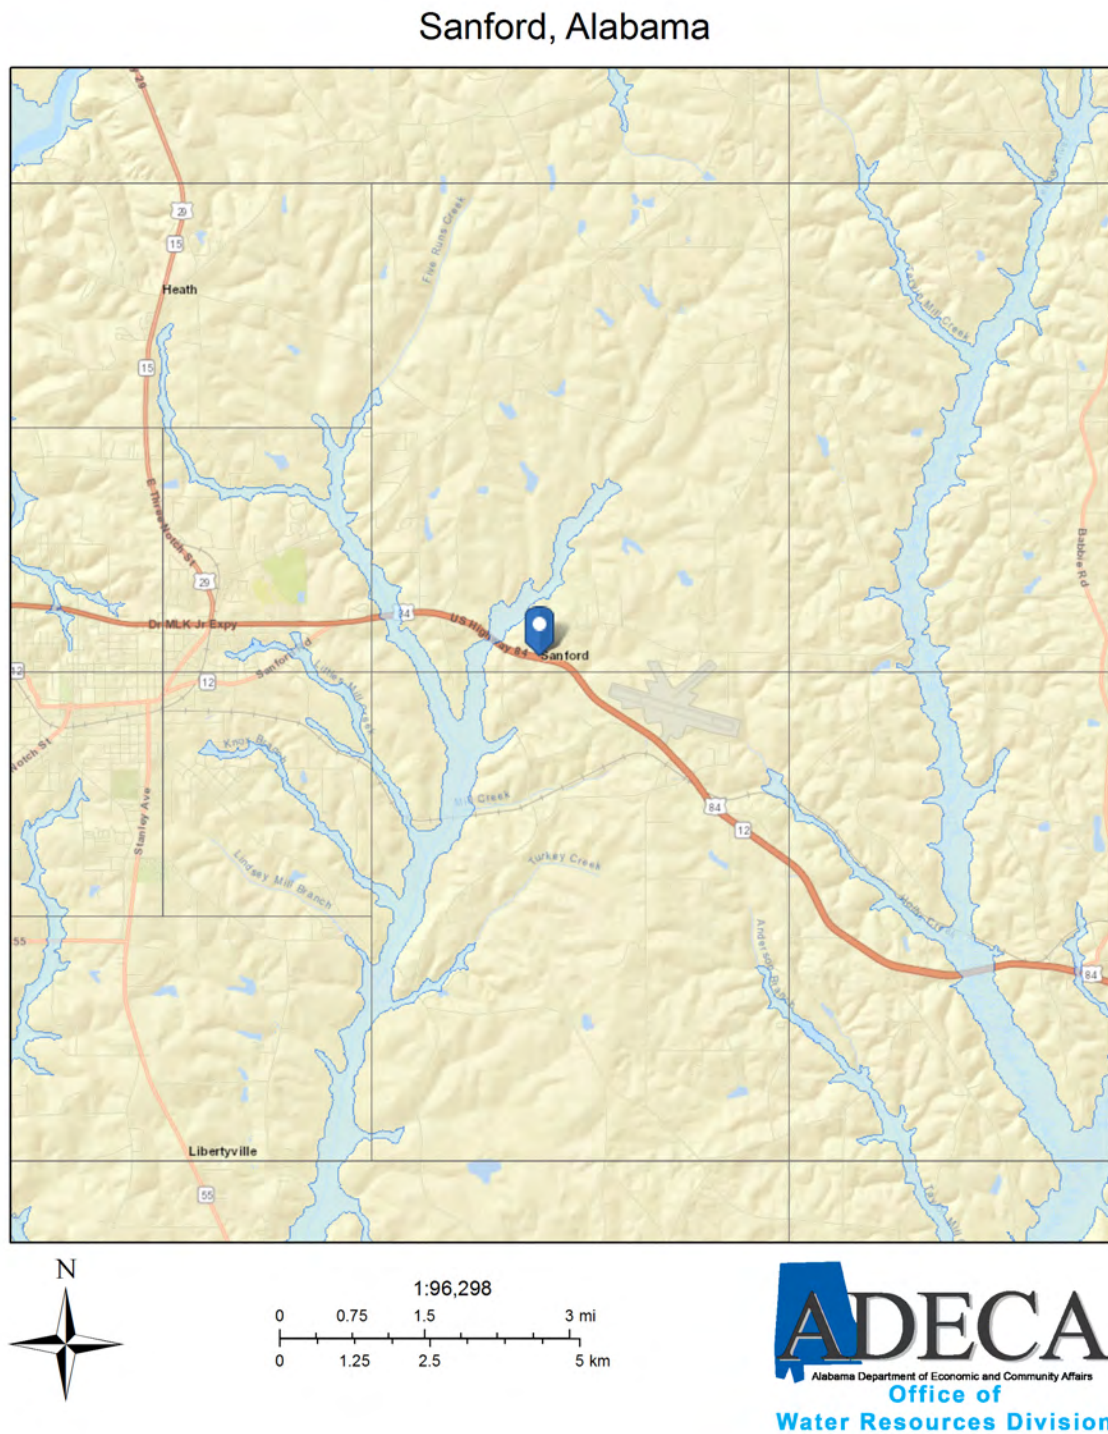 Sanford, Alabama
29
15
Five Runs Creek
Heath
Mill Creek
15
E Three Notch St
Babbie Rd
29
84
Dr MLK Jr Expy
US Highway 84
Sanford
Sanford Rd
12
12
Mill Creek
Notch St
Knox Branch
Mill Creek
84
12
Stanley Ave
Turkey Creek
Lindsey Mill Branch
55
Anderson Branch
84
Libertyville
55
N
1:96,298
0 0.75 1.5 3 mi
0 1.25 2.5 5 km
ADECA
Alabama Department of Economic and Community Affairs
Office of
Water Resources Division